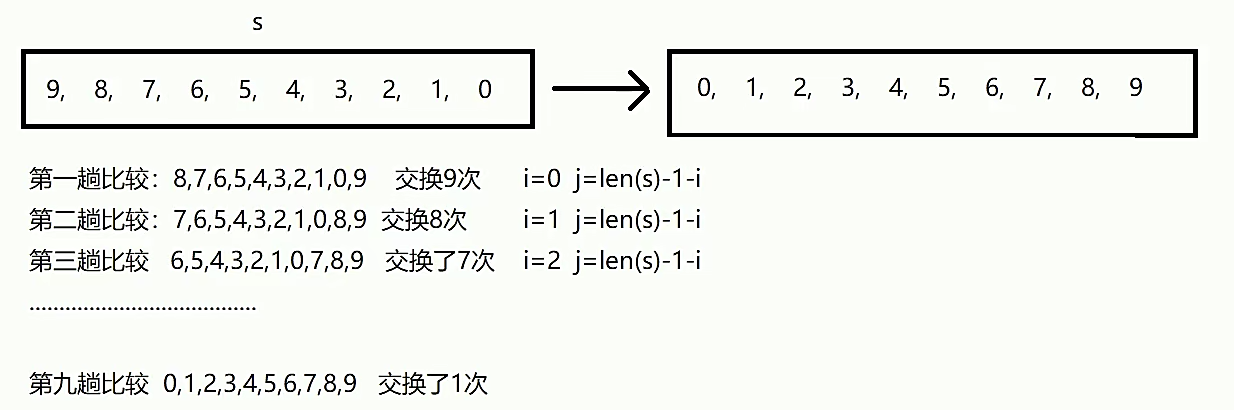 s
9, 8, 7, 6, 5, 4, 3, 2, 1, 0
0, 1, 2, 3, 4, 5, 6, 7, 8, 9
第一趟比较：8,7,6,5,4,3,2,1,0,9 交换9次 i=0 j=len(s)-1-i
第二趟比较：7,6,5,4,3,2,1,0,8,9 交换8次 i=1 j=len(s)-1-i
第三趟比较 6,5,4,3,2,1,0,7,8,9 交换了7次 i=2 j=len(s)-1-i
......................................
第九趟比较 0,1,2,3,4,5,6,7,8,9 交换了1次